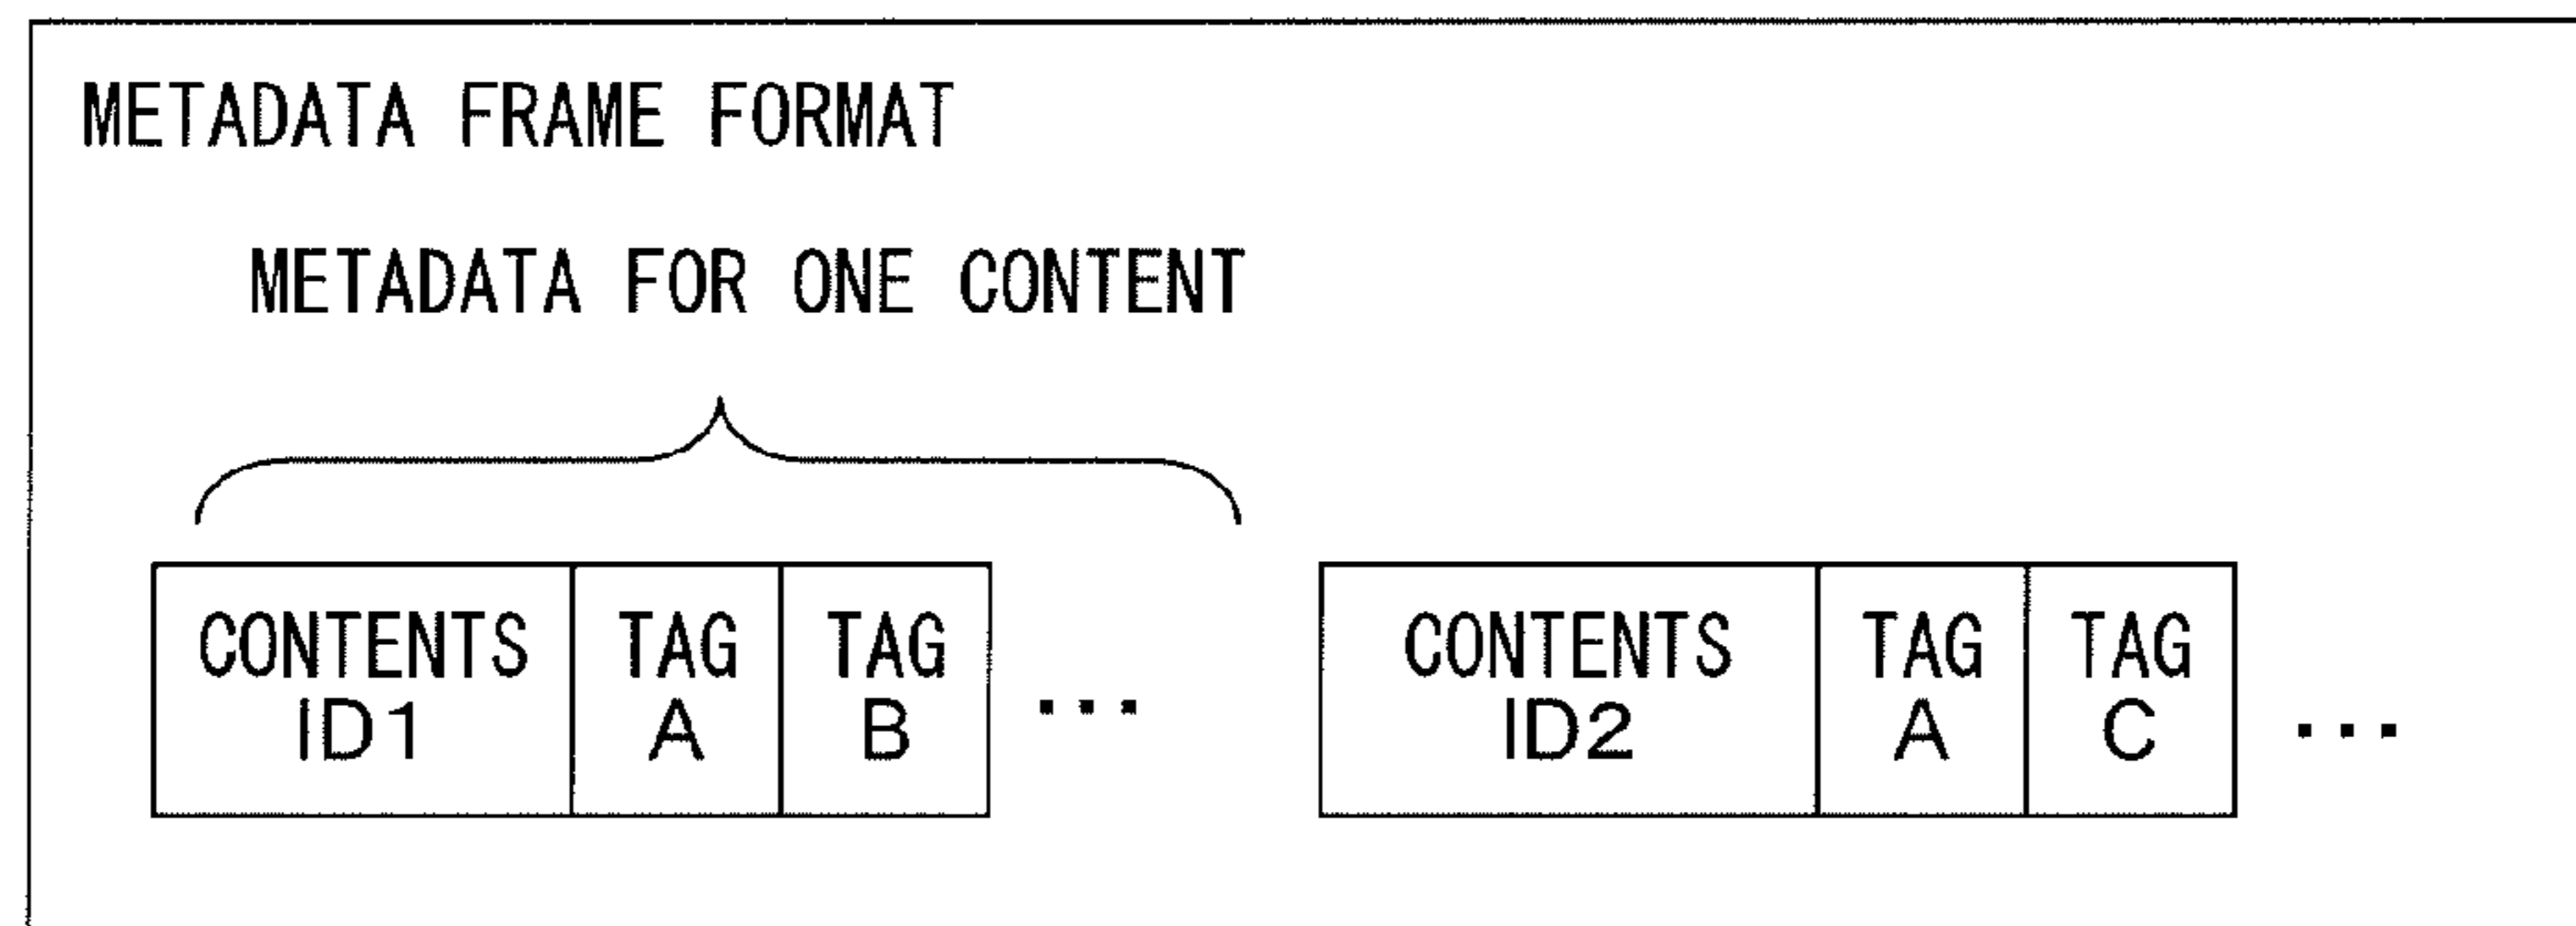 METADATA FRAME FORMAT
METADATA FOR ONE CONTENT
CONTENTS TAG TAG CONTENTS TAG TAG
ID1 A B ... ID2 A C ...